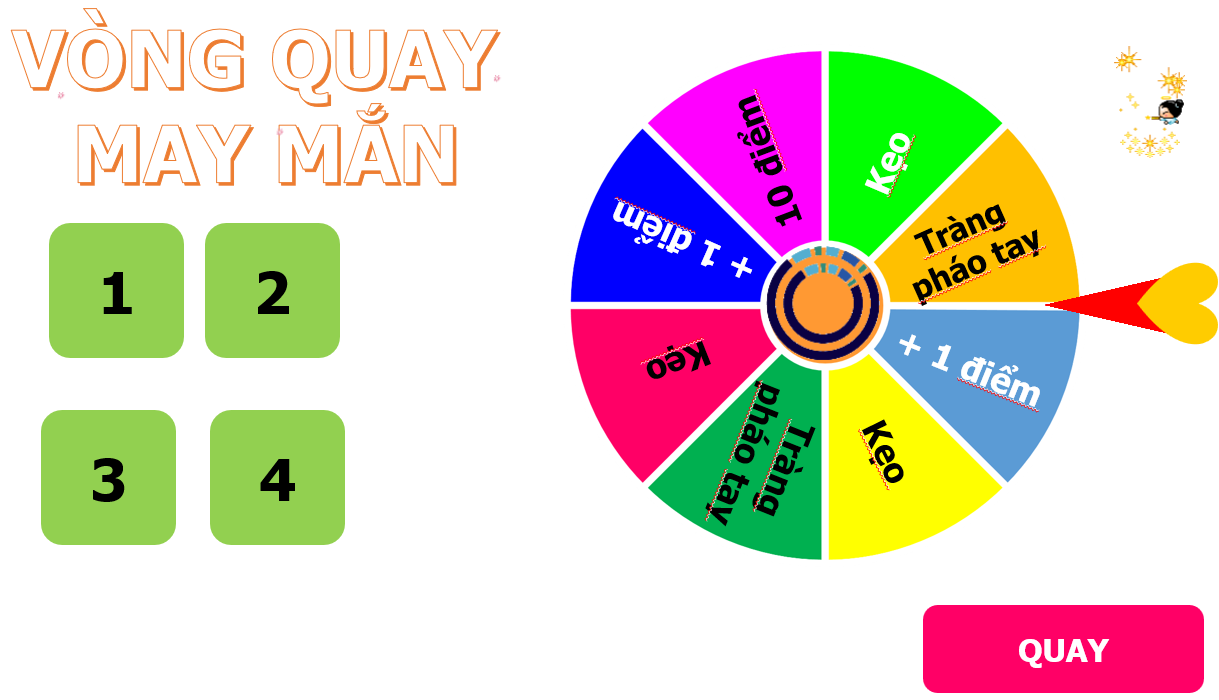 VÒNG QUAY
MAY MẮN
1
2
3
4
10 điểm
Kẹo
Tràng
pháo tay
+ 1 điểm
Kẹo
Tràng
pháo tay
Kẹo
+ 1 điểm
QUAY